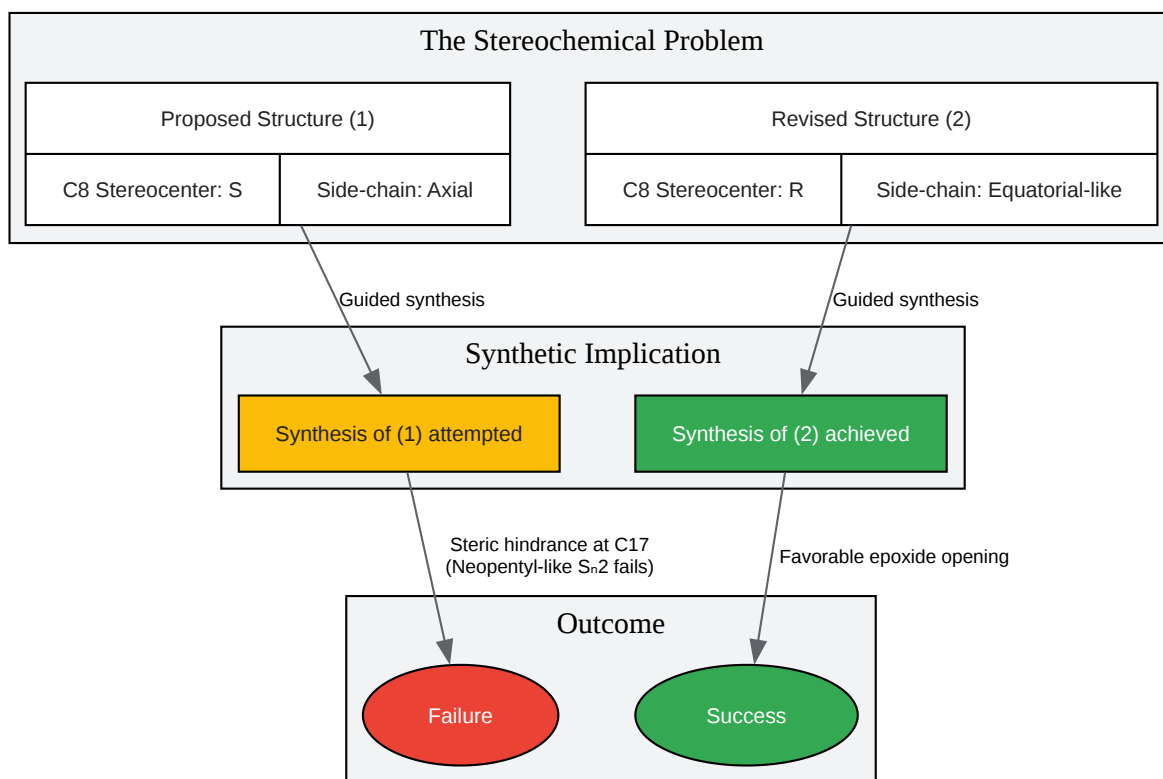 The Stereochemical Problem
Proposed Structure (1)
C8 Stereocenter: S
Side-chain: Axial
Revised Structure (2)
C8 Stereocenter: R
Side-chain: Equatorial-like
Guided synthesis
Guided synthesis
Synthetic Implication
Synthesis of (1) attempted
Synthesis of (2) achieved
Steric hindrance at C17
(Neopentyl-like Sₙ2 fails)
Favorable epoxide opening
Outcome
Failure
Success